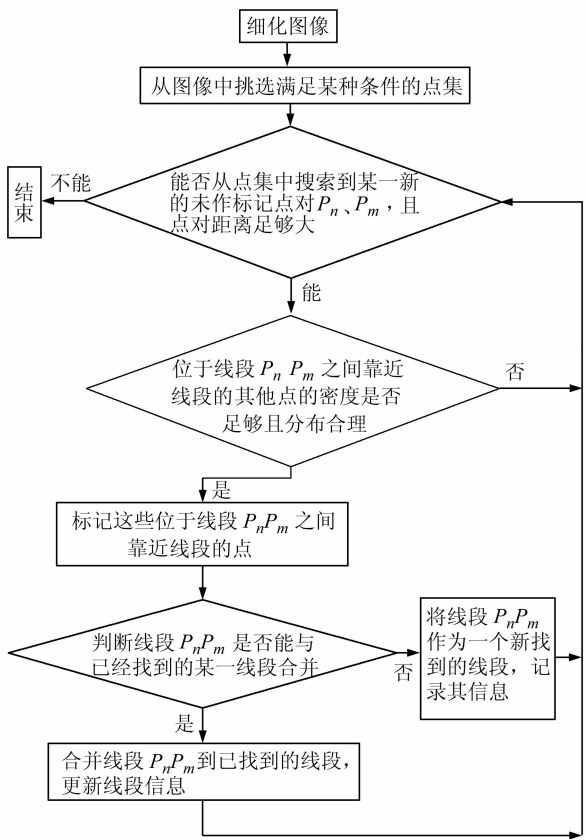 细化图像
从图像中挑选满足某种条件的点集
能否从点集中搜索到某一新
的未作标记点对Pn、Pm，且
点对距离足够大
不能
结
束
能
位于线段Pn Pm之间靠近
线段的其他点的密度是否
足够且分布合理
否
是
标记这些位于线段PnPm之间
靠近线段的点
判断线段PnPm是否能与
已经找到的某一线段合并
否
将线段PnPm
作为一个新找
到的线段，记
录其信息
是
合并线段PnPm到已找到的线段，
更新线段信息